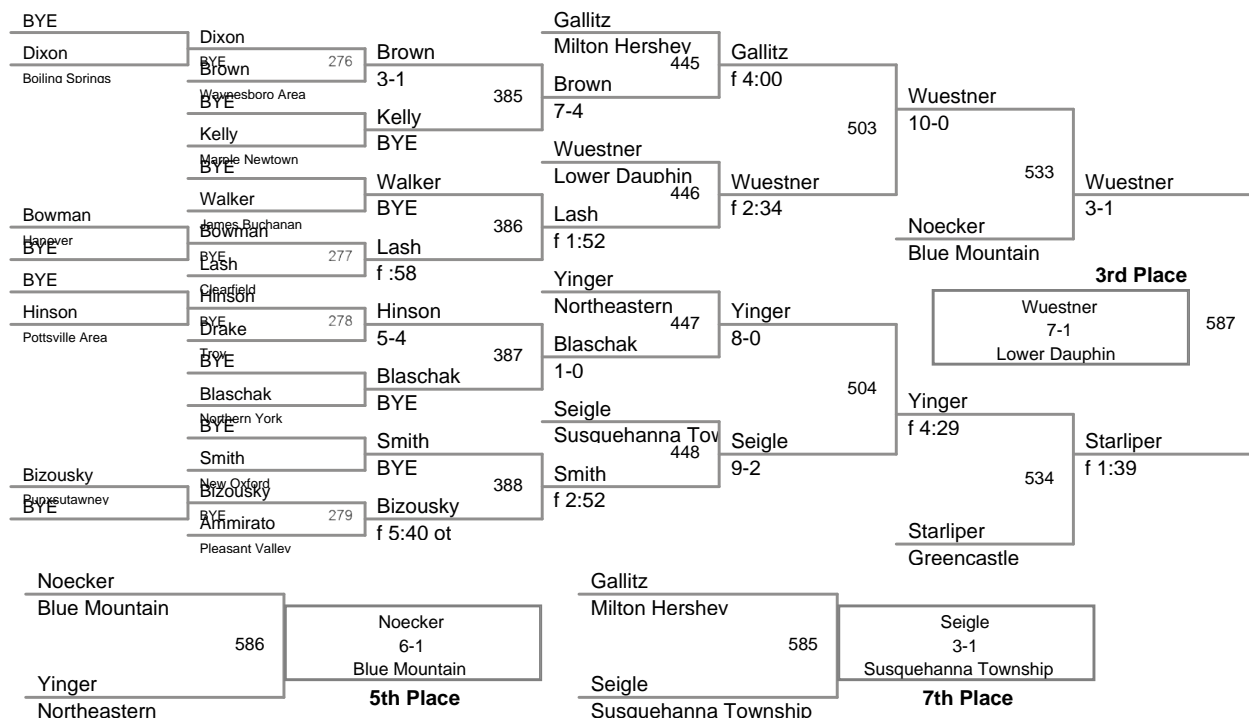 BYE
Dixon
Boiling Springs
Bowman
Hanover
BYE
BYE
Hinson
Pottsville Area
Bizousky
Punxsutawney
BYE
Dixon
BYE 276
Brown
Waynesboro Area
BYE
Kelly
Marple Newtown
BYE
Walker
James Buchanan
Bowman
BYE 277
Lash
Clearfield
Hinson
BYE 278
Drake
Troy
BYE
Blaschak
Northern York
BYE
Smith
New Oxford
Bizousky
BYE 279
Ammirato
Pleasant Valley
Brown
3-1
385
Kelly
BYE
Walker
BYE
386
Lash
f :58
Hinson
5-4
387
Blaschak
BYE
Smith
BYE
388
Bizousky
f 5:40 ot
Gallitz
Milton Hershey
445
Brown
7-4
Wuestner
Lower Dauphin
446
Lash
f 1:52
Yinger
Northeastern
447
Blaschak
1-0
Seigle
Susquehanna Tow
448
Smith
f 2:52
Gallitz
f 4:00
503
Wuestner
f 2:34
Yinger
8-0
504
Seigle
9-2
Wuestner
10-0
533
Noecker
Blue Mountain
Yinger
f 4:29
534
Starliper
Greencastle
Wuestner
3-1
3rd Place
Wuestner
7-1
Lower Dauphin
587
Starliper
f 1:39
Noecker
Blue Mountain
586
Yinger
Northeastern
Noecker
6-1
Blue Mountain
5th Place
Gallitz
Milton Hershey
585
Seigle
Susquehanna Township
Seigle
3-1
Susquehanna Township
7th Place